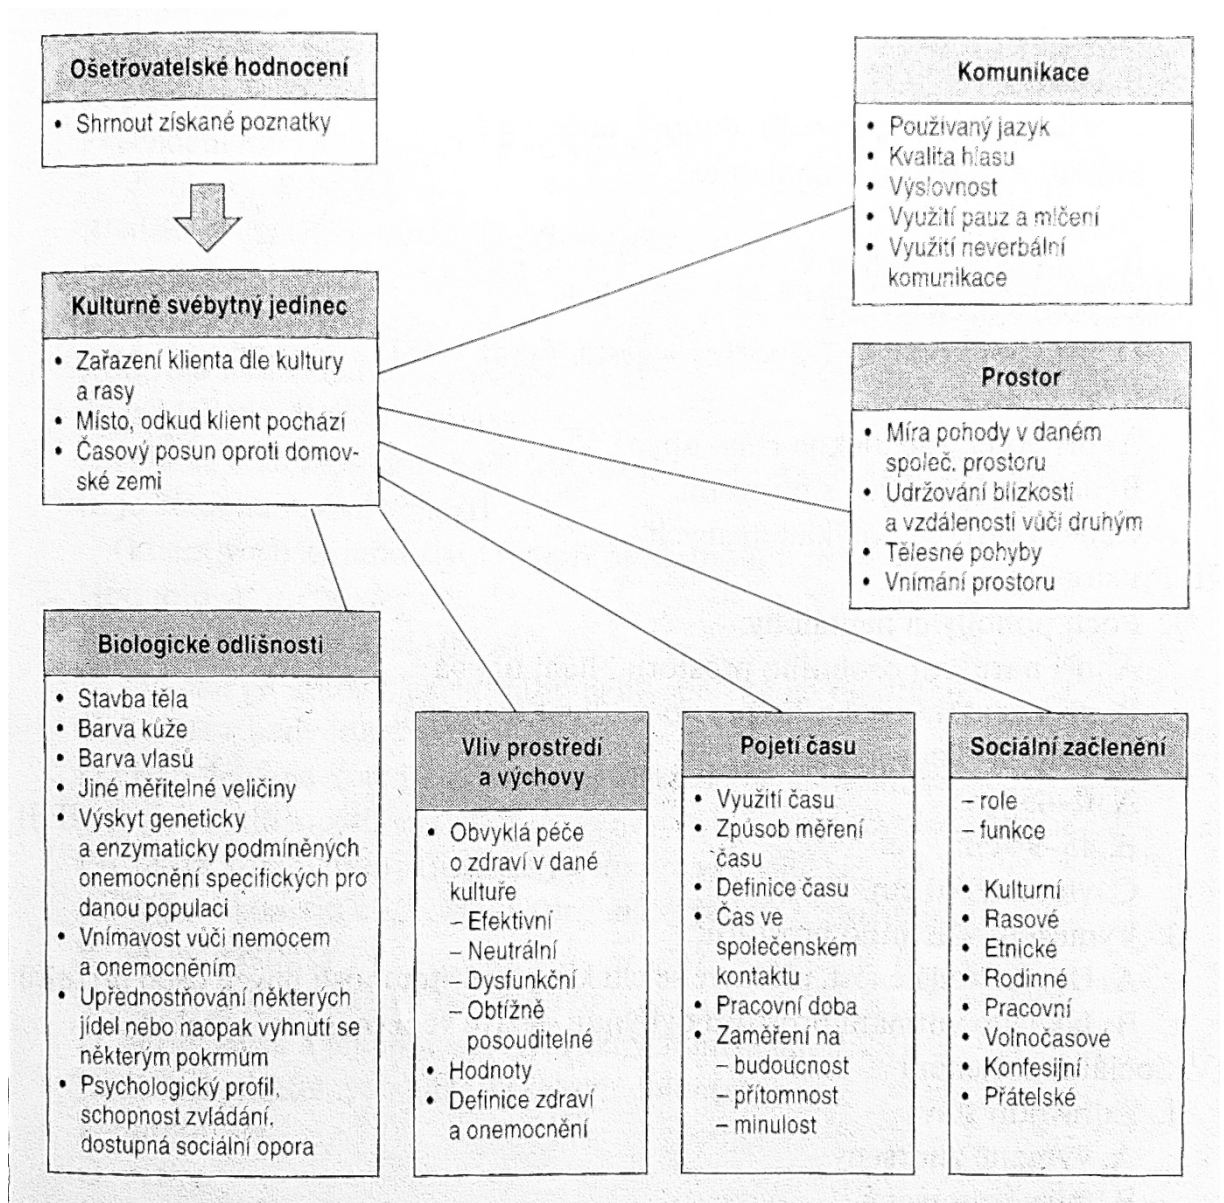 Ošetřovatelské hodnocení
• Shrnout získané poznatky
Kulturně svébytný jedinec
• Zařazení klienta dle kultury
a rasy
• Místo, odkud klient pochází
• Časový posun oproti domov-
ské zemi
Komunikace
• Používaný jazyk
• Kvalita hlasu
• Výslovnost
• Využití pauz a mlčení
• Využití neverbální
komunikace
Prostor
• Míra pohody v daném
společ. prostoru
• Udržování blízkosti
a vzdálenosti vůči druhým
• Tělesné pohyby
• Vnímání prostoru
Biologické odlišnosti
• Stavba těla
• Barva kůže
• Barva vlasů
• Jiné měřitelné veličiny
• Výskyt geneticky
a enzymaticky podmíněných
onemocnění specifických pro
danou populaci
• Vnímavost vůči nemocem
a onemocněním
• Upřednostňování některých
jídel nebo naopak vyhnutí se
některým pokrmům
• Psychologický profil,
schopnost zvládání,
dostupná sociální opora
Vliv prostředí
a výchovy
• Obvyklá péče
o zdraví v dané
kultuře
– Efektivní
– Neutrální
– Dysfunkční
– Obtížně
posouditelné
• Hodnoty
• Definice zdraví
a onemocnění
Pojetí času
• Využití času
• Způsob měření
času
• Definice času
• Čas ve
společenském
kontaktu
• Pracovní doba
• Zaměření na
– budoucnost
– přítomnost
– minulost
Sociální začlenění
– role
– funkce
• Kulturní
• Rasové
• Etnické
• Rodinné
• Pracovní
• Volnočasové
• Konfesijní
• Přátelské